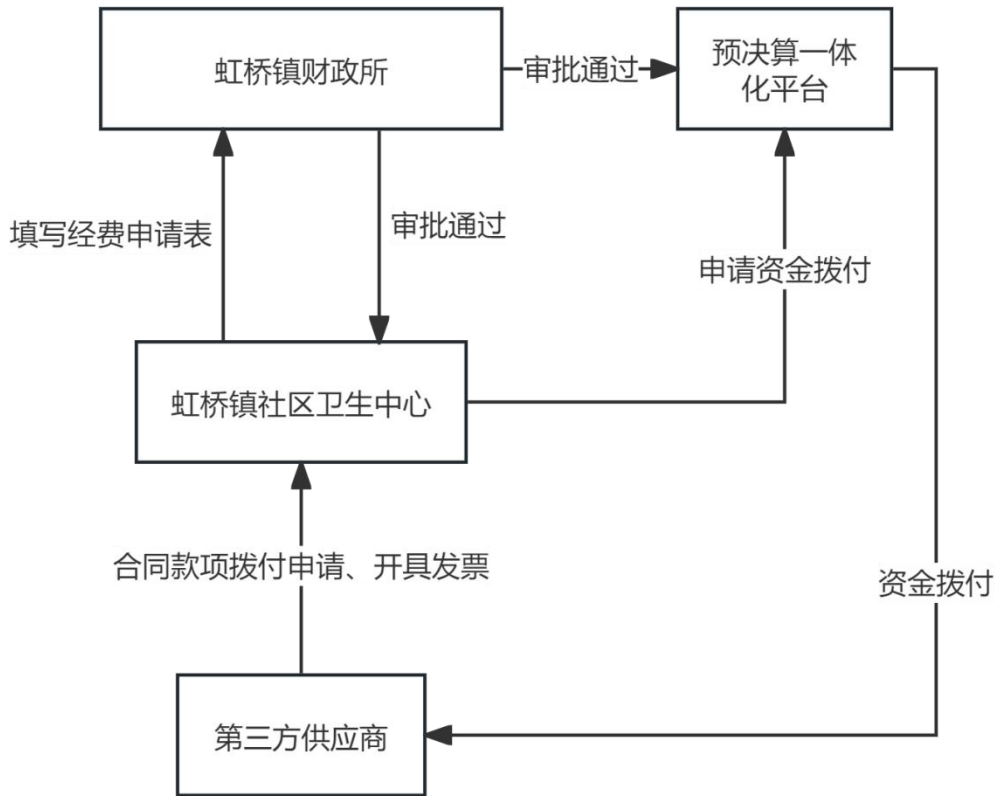 虹桥镇财政所
审批通过
预决算一体
化平台
填写经费申请表
审批通过
申请资金拨付
虹桥镇社区卫生中心
合同款项拨付申请、开具发票
资金拨付
第三方供应商